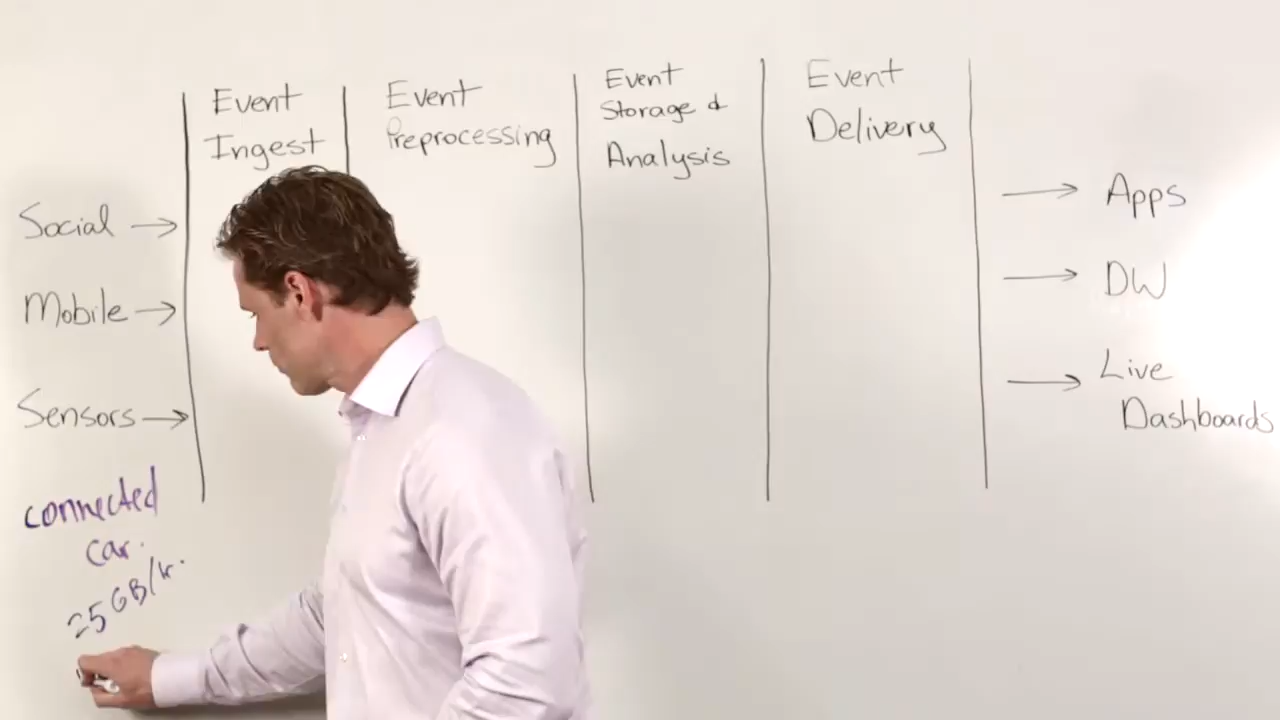 Event
Ingest
Event
Preprocessing
Event
Storage &
Analysis
Event
Delivery
Social
Mobile
Sensors
connected
car.
25 GB/hr.
Apps
DW
Live
Dashboards